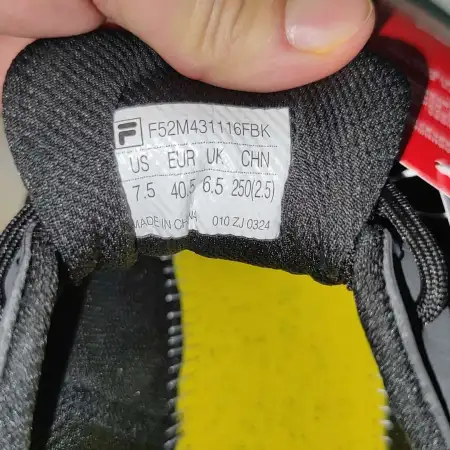 F F52M431116FBK
US EUR UK CHN
7.5 40.5 6.5 250(2.5)
MADE IN CHINA 010 ZJ 0324